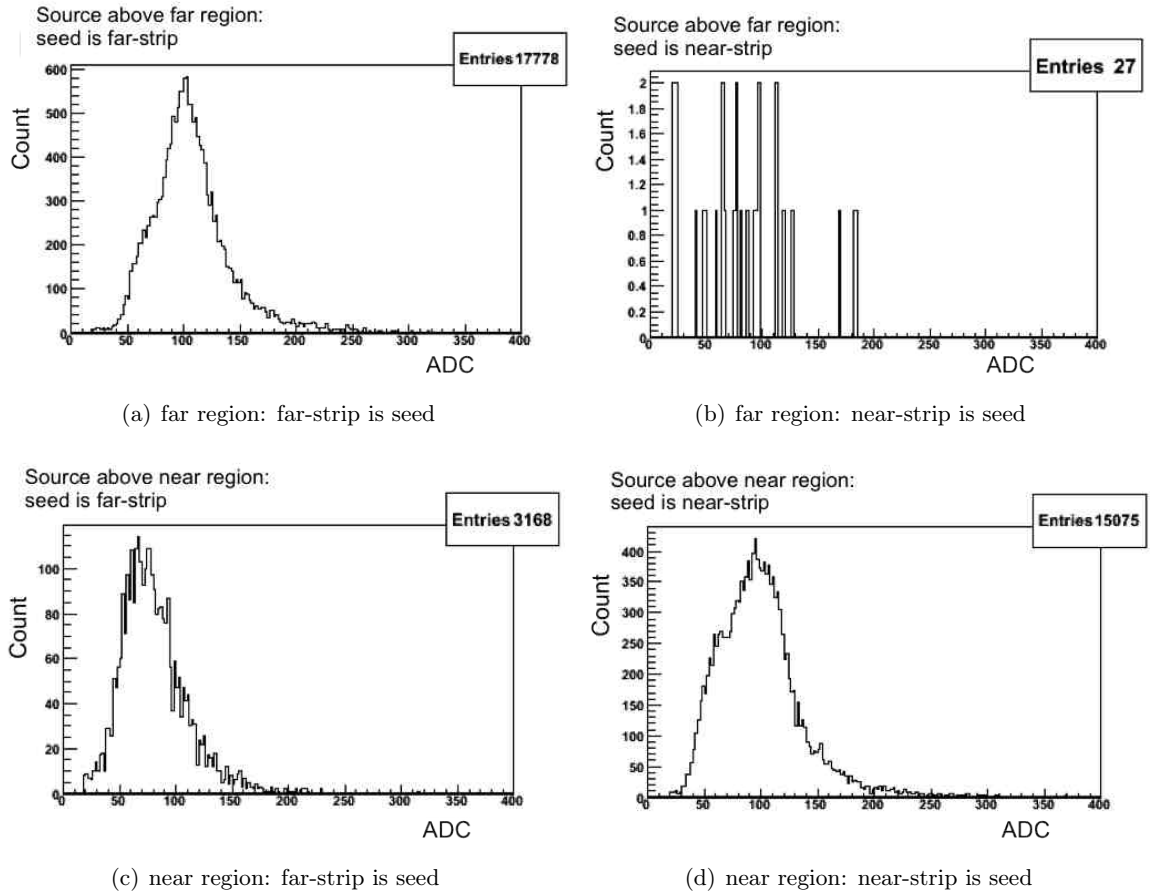 Source above far region:
seed is far-strip
Entries 17778
600
500
400
300
200
100
0
Count
0 50 100 150 200 250 300 350 400
ADC
(a) far region: far-strip is seed
Source above far region:
seed is near-strip
Entries 27
2
1.8
1.6
1.4
1.2
1
0.8
0.6
0.4
0.2
0
Count
0 50 100 150 200 250 300 350 400
ADC
(b) far region: near-strip is seed
Source above near region:
seed is far-strip
Entries 3168
100
80
60
40
20
0
Count
0 50 100 150 200 250 300 350 400
ADC
(c) near region: far-strip is seed
Source above near region:
seed is near-strip
Entries 15075
400
350
300
250
200
150
100
50
0
Count
0 50 100 150 200 250 300 350 400
ADC
(d) near region: near-strip is seed